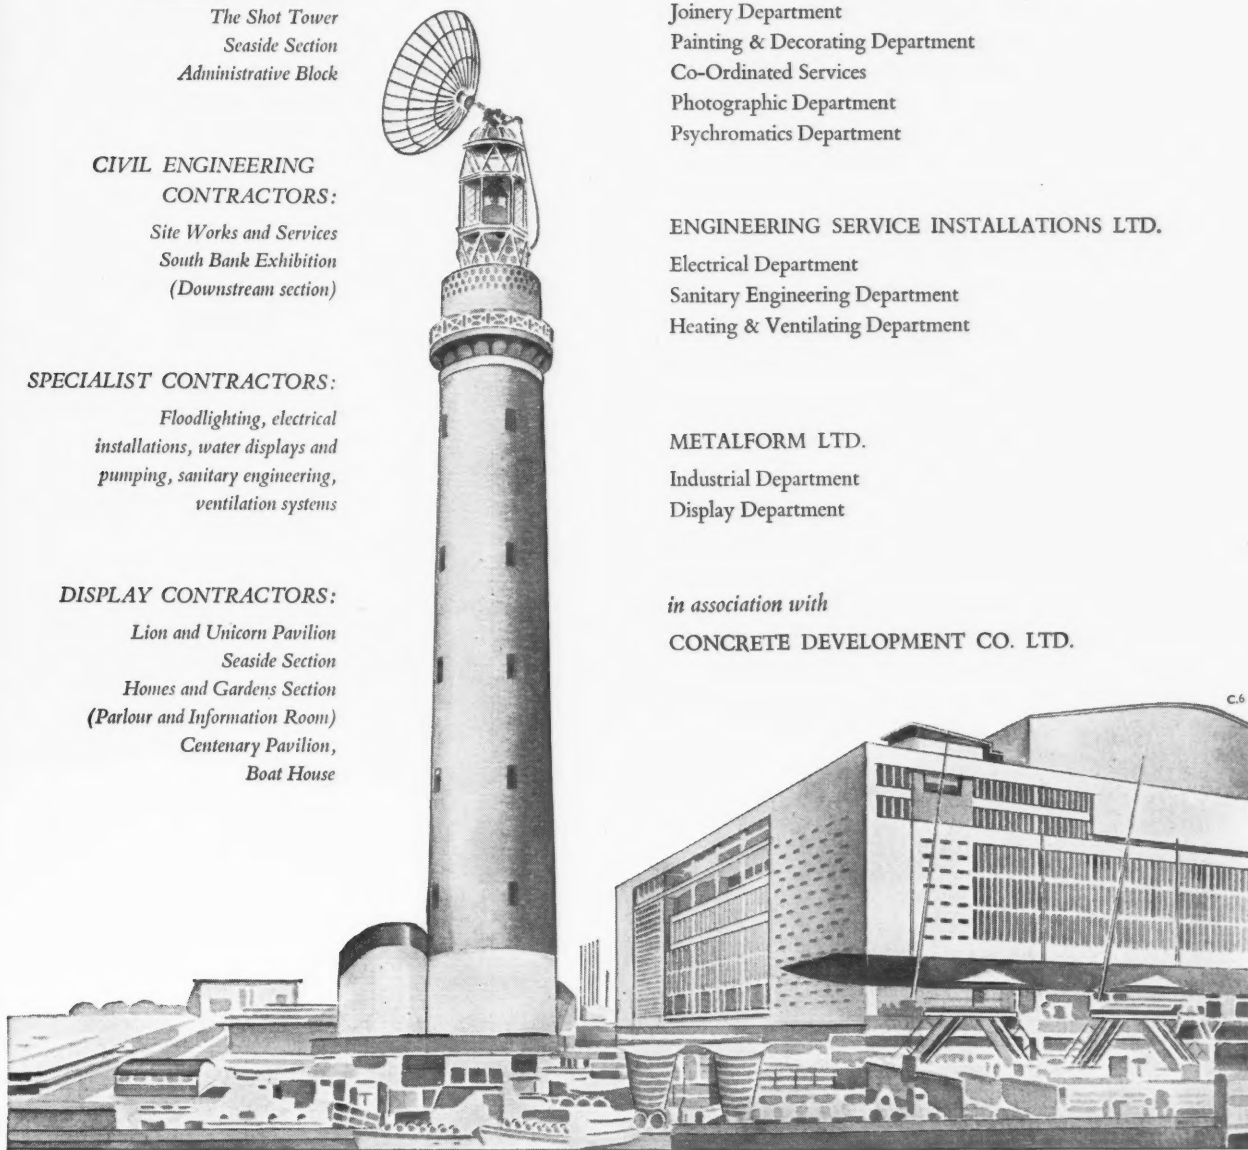 The Shot Tower
Seaside Section
Administrative Block
CIVIL ENGINEERING
CONTRACTORS:
Site Works and Services
South Bank Exhibition
(Downstream section)
SPECIALIST CONTRACTORS:
Floodlighting, electrical
installations, water displays and
pumping, sanitary engineering,
ventilation systems
DISPLAY CONTRACTORS:
Lion and Unicorn Pavilion
Seaside Section
Homes and Gardens Section
(Parlour and Information Room)
Centenary Pavilion,
Boat House
Joinery Department
Painting & Decorating Department
Co-Ordinated Services
Photographic Department
Psychromatics Department
ENGINEERING SERVICE INSTALLATIONS LTD.
Electrical Department
Sanitary Engineering Department
Heating & Ventilating Department
METALFORM LTD.
Industrial Department
Display Department
in association with
CONCRETE DEVELOPMENT CO. LTD.
C.6